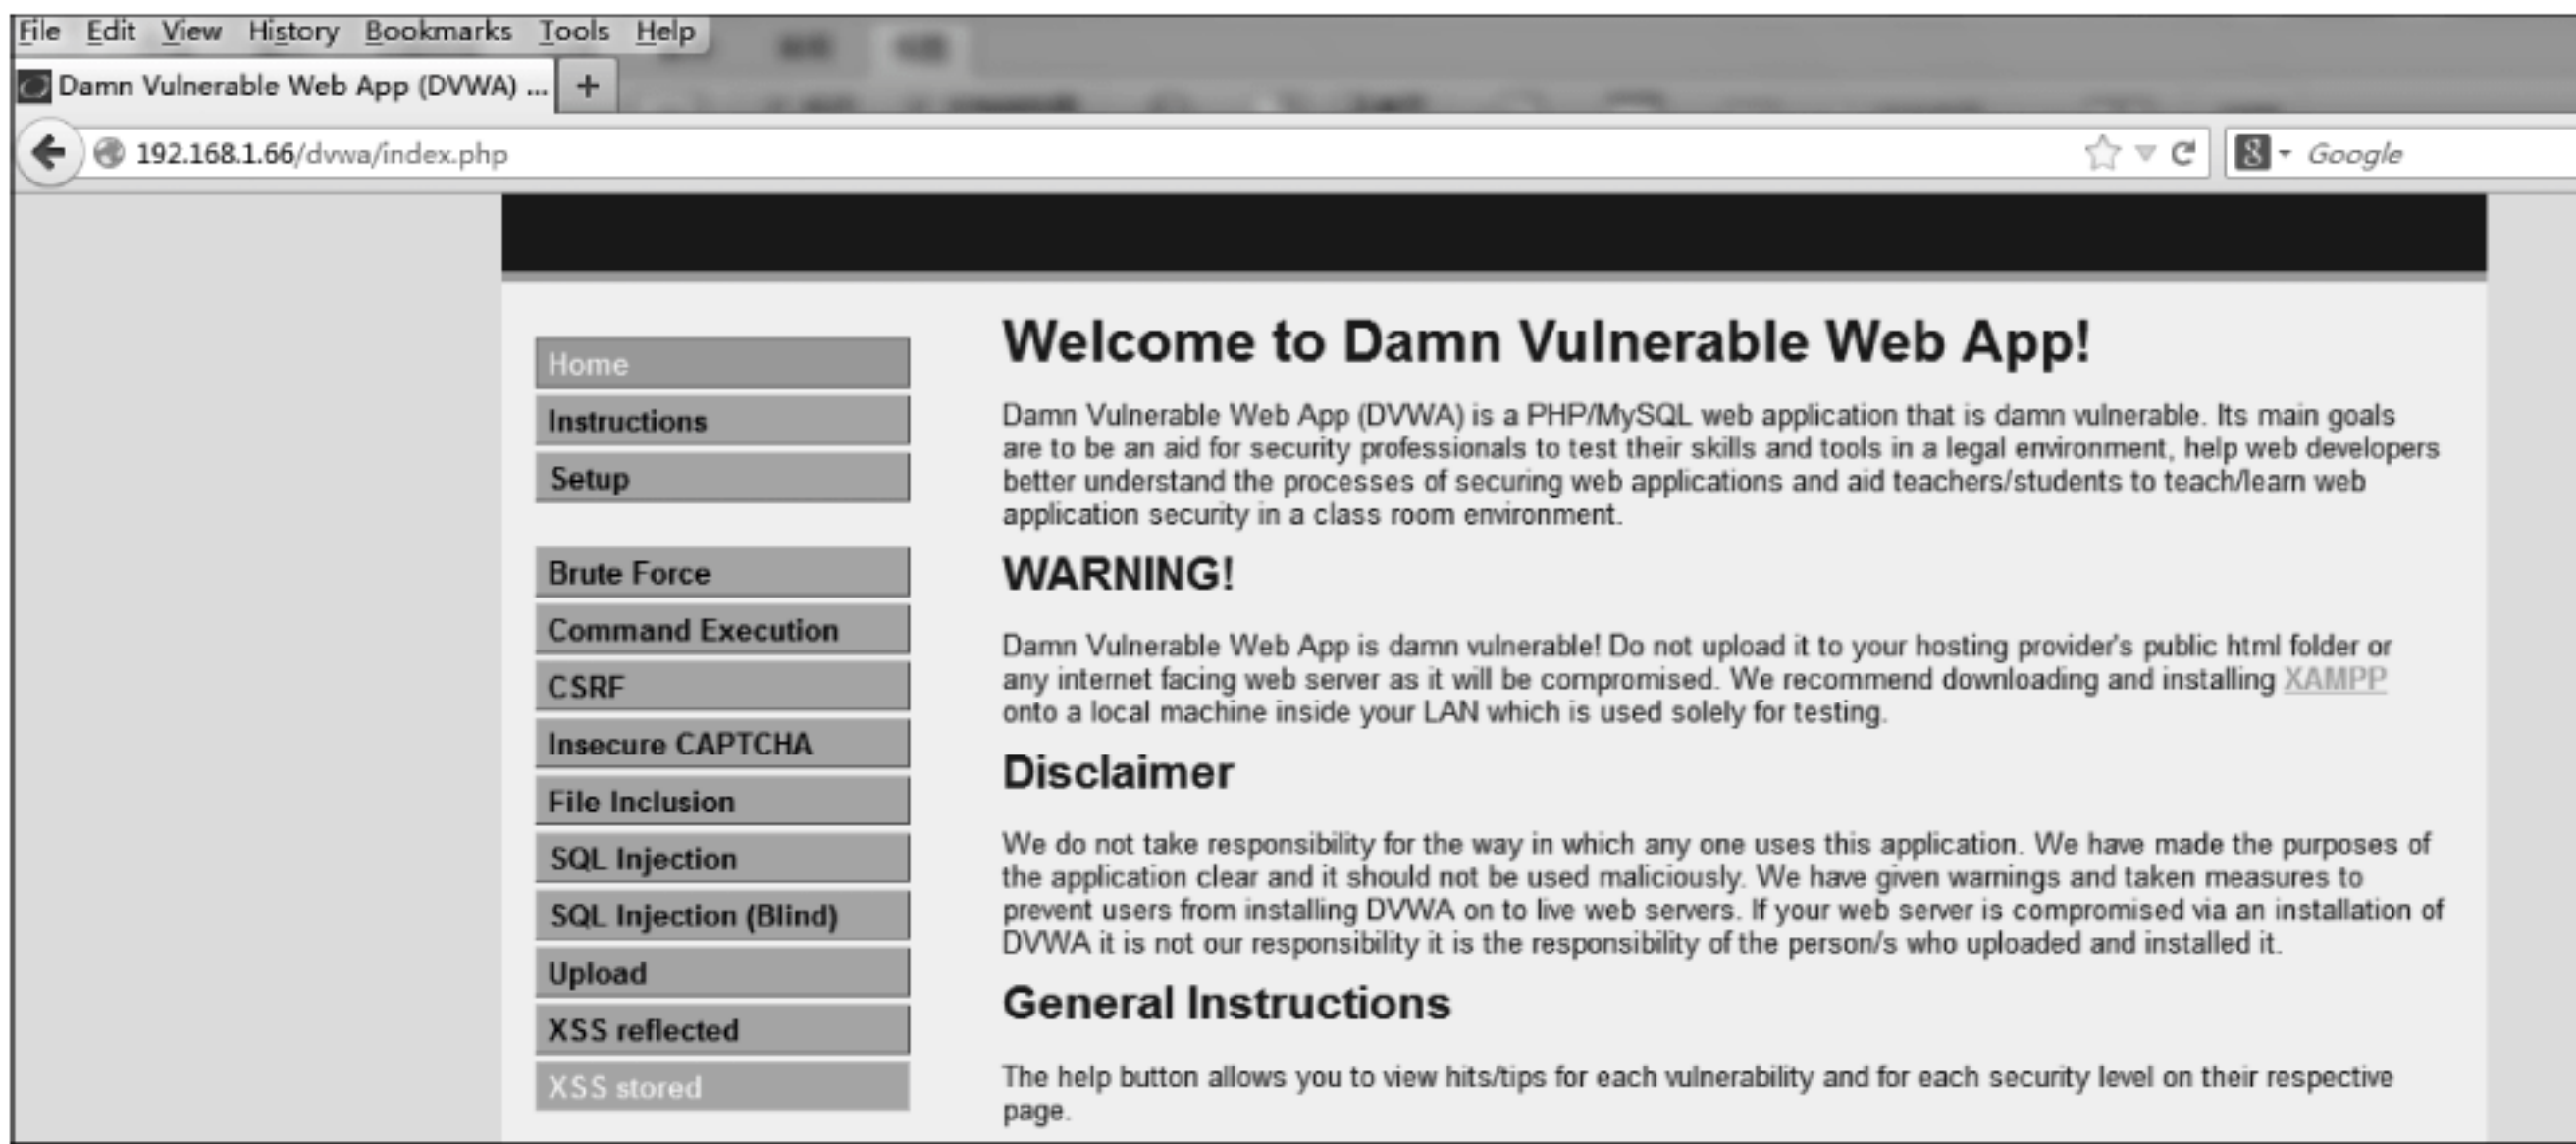 File Edit View History Bookmarks Tools Help
Damn Vulnerable Web App (DVWA) ... +
192.168.1.66/dvwa/index.php
8 Google
Home
Instructions
Setup
Brute Force
Command Execution
CSRF
Insecure CAPTCHA
File Inclusion
SQL Injection
SQL Injection (Blind)
Upload
XSS reflected
XSS stored
Welcome to Damn Vulnerable Web App!
Damn Vulnerable Web App (DVWA) is a PHP/MySQL web application that is damn vulnerable. Its main goals
are to be an aid for security professionals to test their skills and tools in a legal environment, help web developers
better understand the processes of securing web applications and aid teachers/students to teach/learn web
application security in a class room environment.
WARNING!
Damn Vulnerable Web App is damn vulnerable! Do not upload it to your hosting provider's public html folder or
any internet facing web server as it will be compromised. We recommend downloading and installing XAMPP
onto a local machine inside your LAN which is used solely for testing.
Disclaimer
We do not take responsibility for the way in which any one uses this application. We have made the purposes of
the application clear and it should not be used maliciously. We have given warnings and taken measures to
prevent users from installing DVWA on to live web servers. If your web server is compromised via an installation of
DVWA it is not our responsibility it is the responsibility of the person/s who uploaded and installed it.
General Instructions
The help button allows you to view hits/tips for each vulnerability and for each security level on their respective
page.